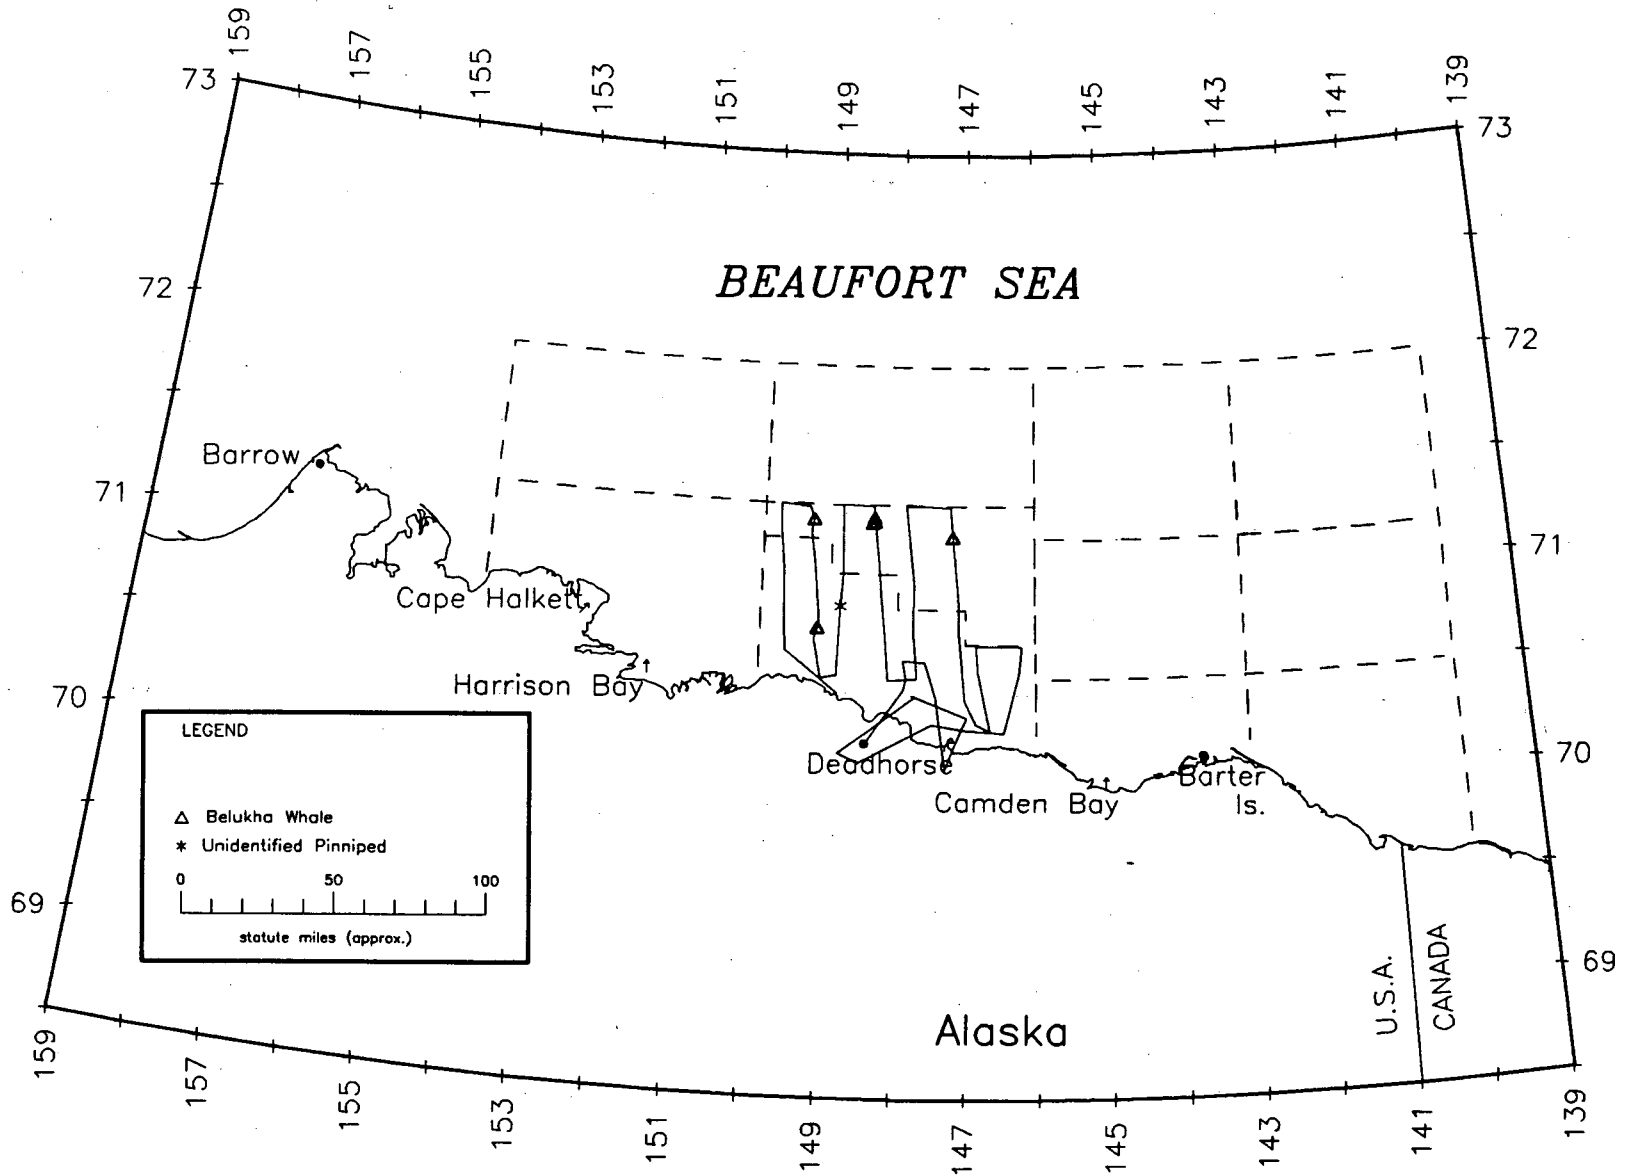 159 157 155 153 151 149 147 145 143 141 139
73 73
BEAUFORT SEA
72 72
Barrow
71 71
Cape Halkett
Harrison Bay
70 70
Deadhorse
Camden Bay
Barter
Is.
LEGEND
Belukha Whale
Unidentified Pinniped
0 50 100
statute miles (approx.)
69 69
U.S.A.
CANADA
Alaska
159 157 155 153 151 149 147 145 143 141 139